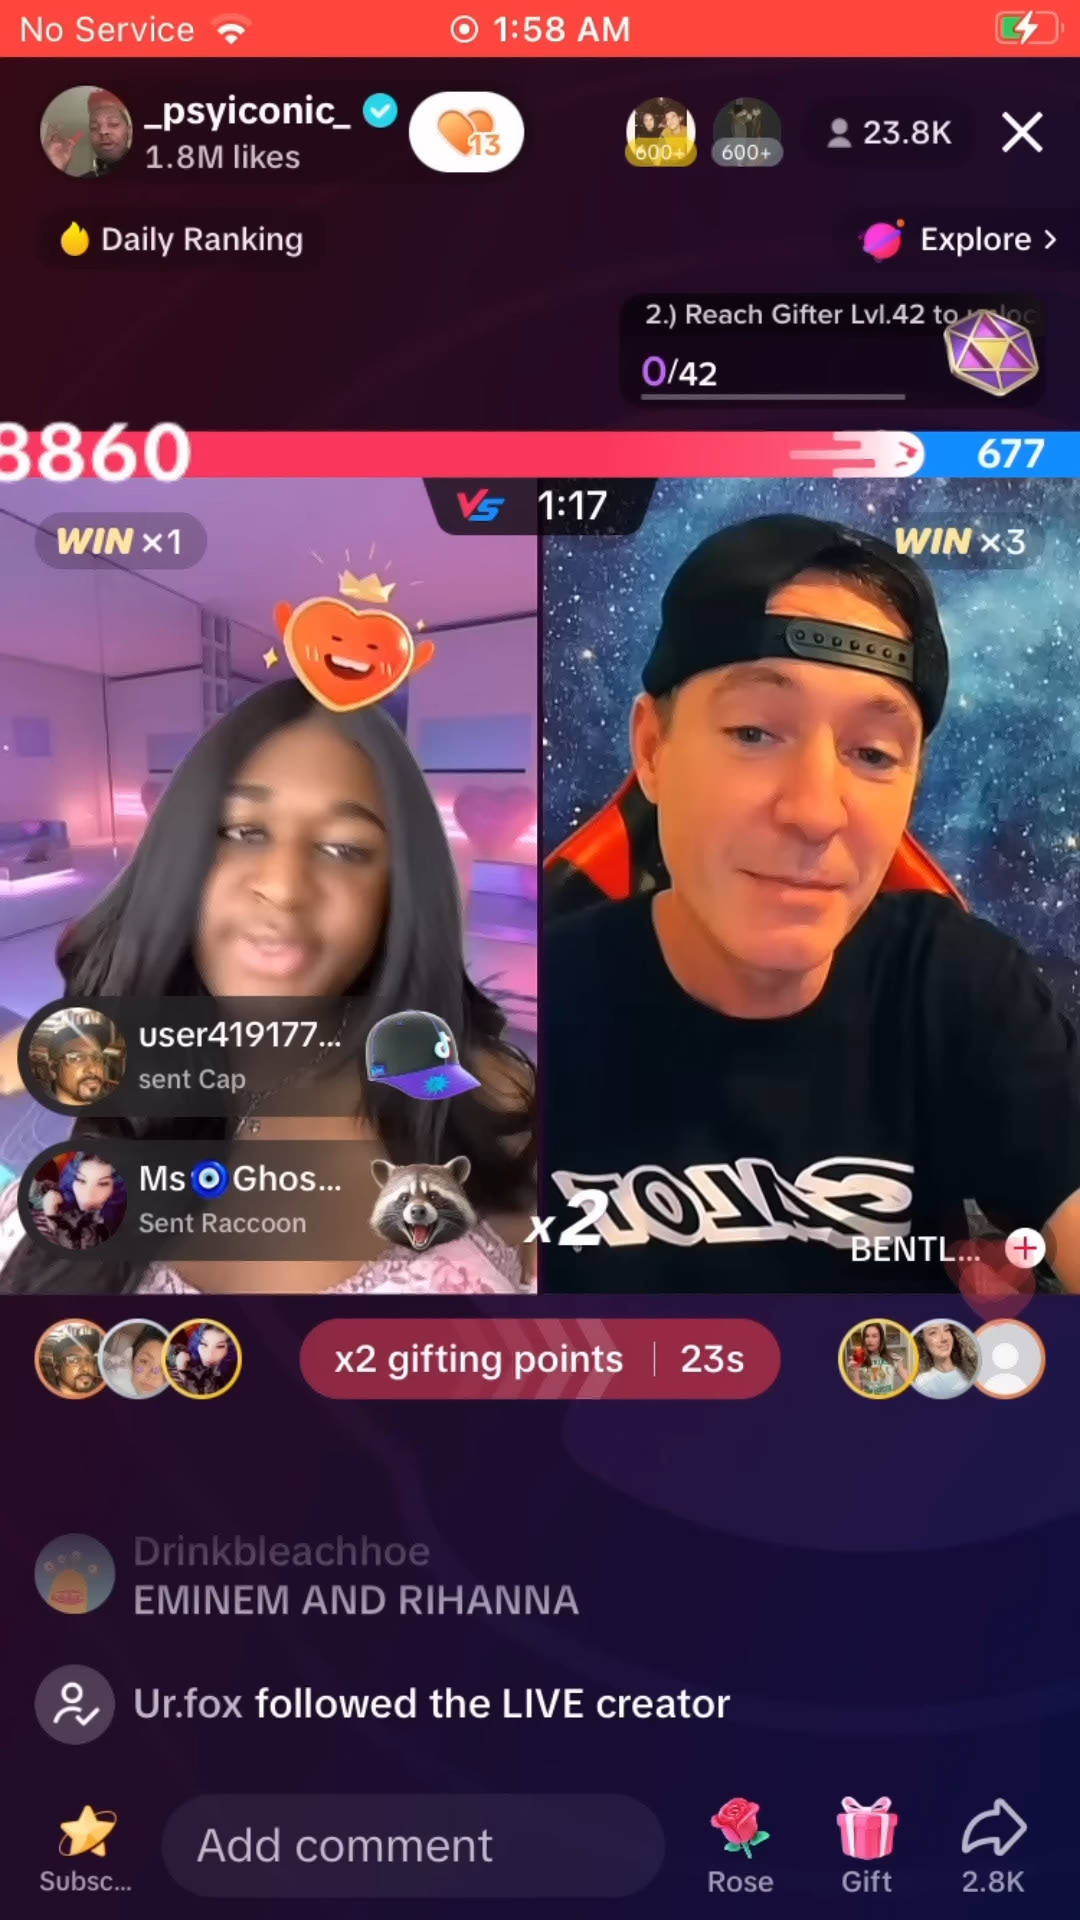 No Service
1:58 AM
_psyiconic_
1.8M likes
13
600+
600+
23.8K
Daily Ranking
Explore
2.) Reach Gifter Lvl.42 to
0/42
8860
677
VS
1:17
WIN x1
WIN x3
user419177...
sent Cap
Ms Ghos...
Sent Raccoon
x2
BENTL...
x2 gifting points
23s
Drinkbleachhoe
EMINEM AND RIHANNA
Ur.fox followed the LIVE creator
Subsc...
Add comment
Rose
Gift
2.8K